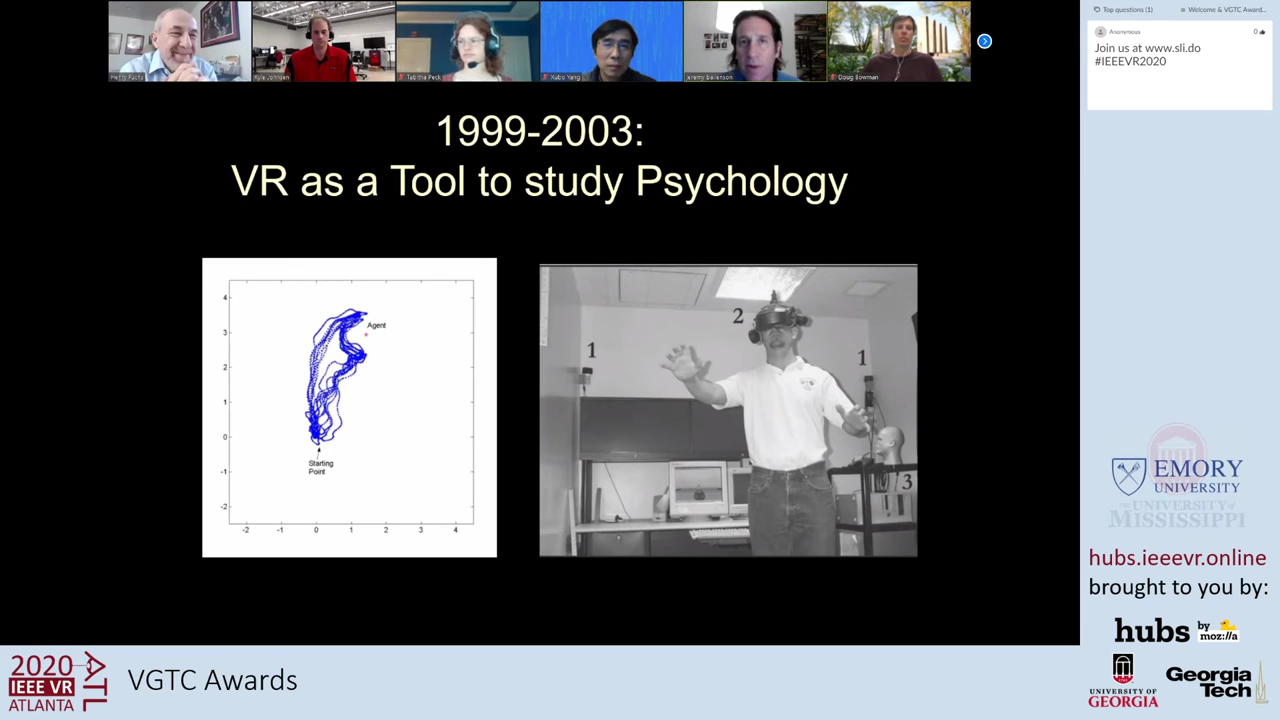 Henry Fuchs
Kyle Johnsen
Tabitha Peck
Xubo Yang
jeremy bailenson
Doug Bowman
Top questions (1)
Welcome & VGTC Award...
Anonymous
0
Join us at www.sli.do
#IEEEVR2020
1999-2003:
VR as a Tool to study Psychology
4
3
2
1
0
-1
-2
-2
-1
0
1
2
3
4
Agent
Starting
Point
1
2
1
3
EMORY
UNIVERSITY
UNIVERSITY of
MISSISSIPPI
hubs.ieeevr.online
brought to you by:
hubs by
moz://a
UNIVERSITY OF
GEORGIA
Georgia
Tech
2020
IEEE VR
ATLANTA
ATL
VGTC Awards